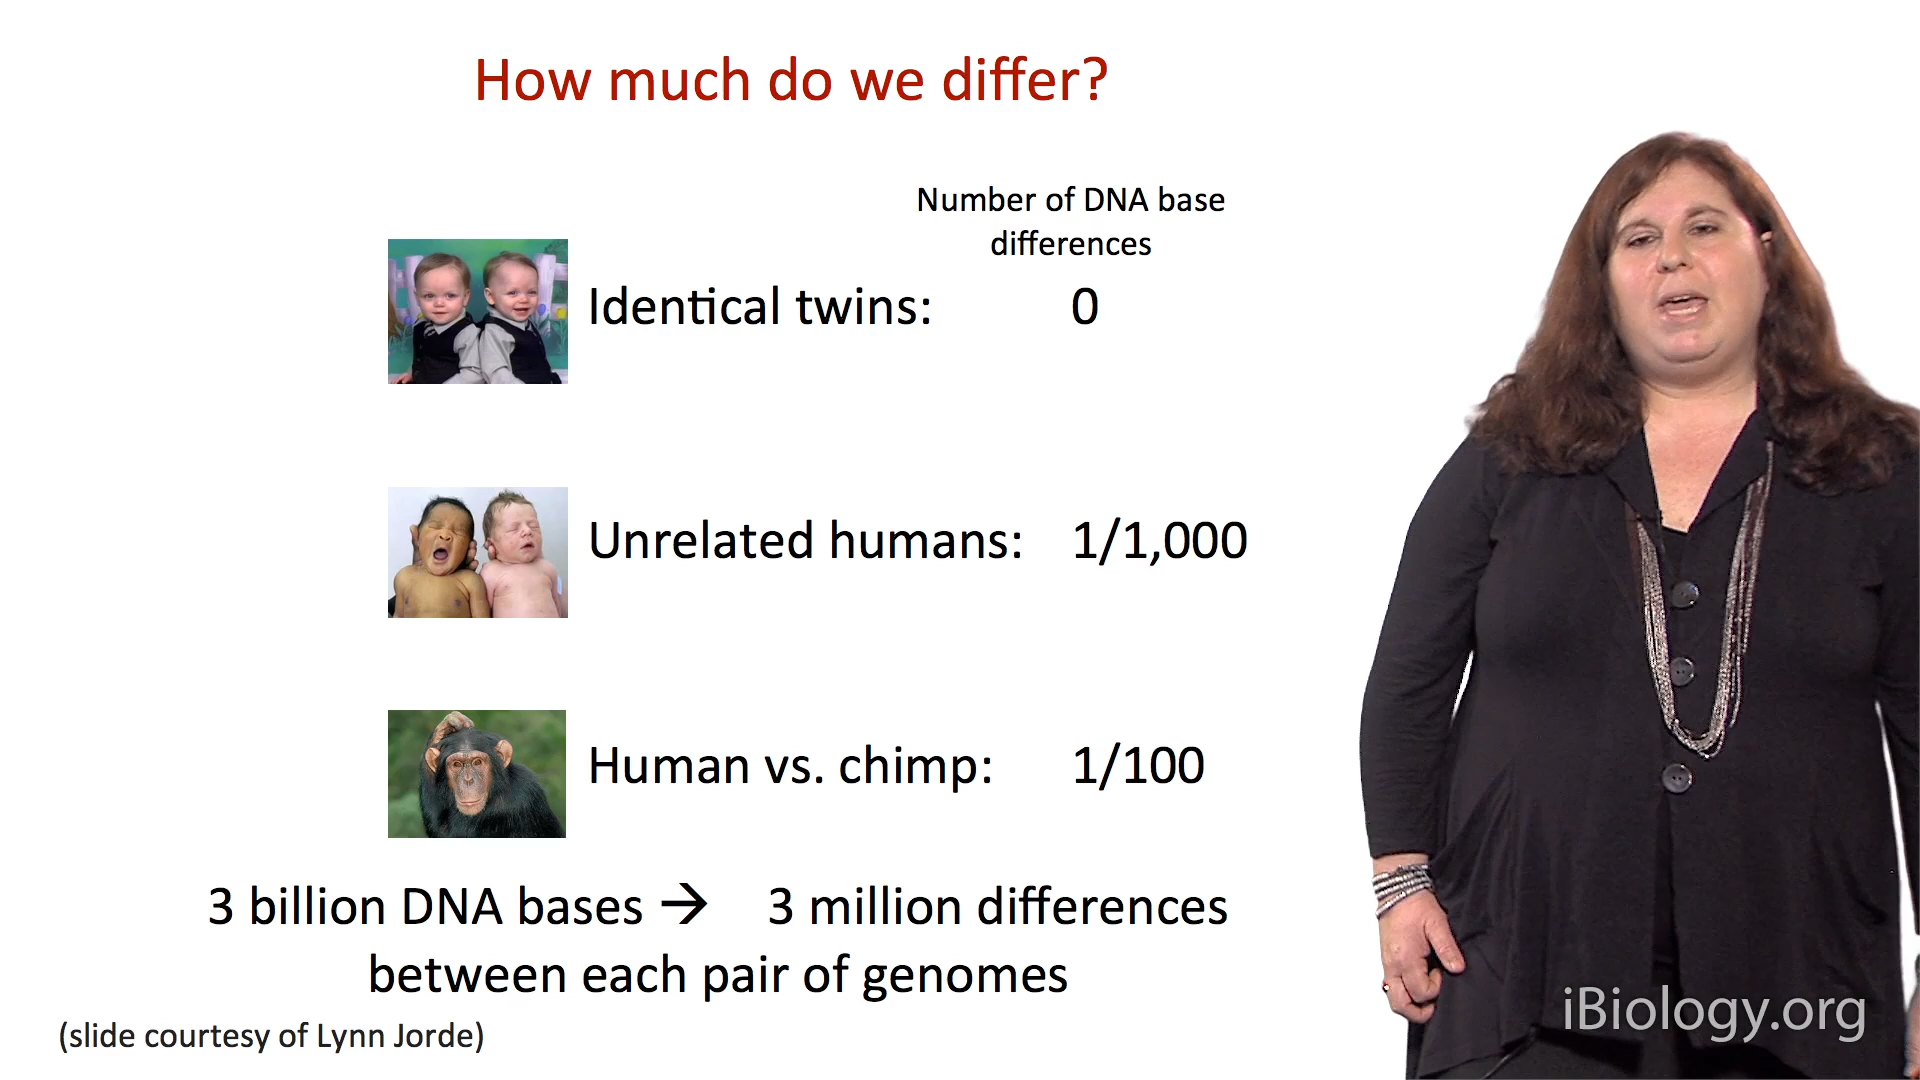 How much do we differ?
Number of DNA base
differences
Identical twins: 0
Unrelated humans: 1/1,000
Human vs. chimp: 1/100
3 billion DNA bases → 3 million differences
between each pair of genomes
(slide courtesy of Lynn Jorde)
iBiology.org